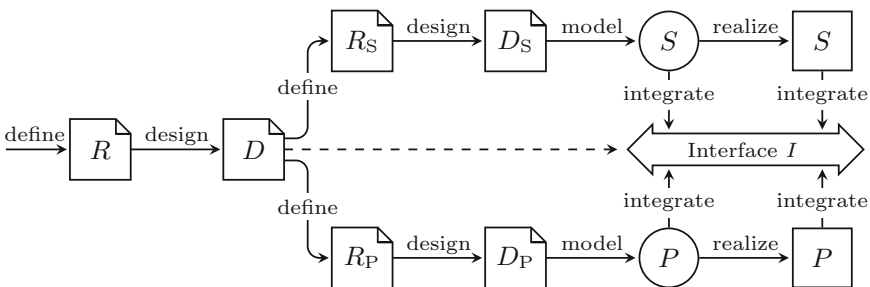 R_S design D_S model S realize S
define integrate integrate
define R design D Interface I
define integrate integrate
R_P design D_P model P realize P